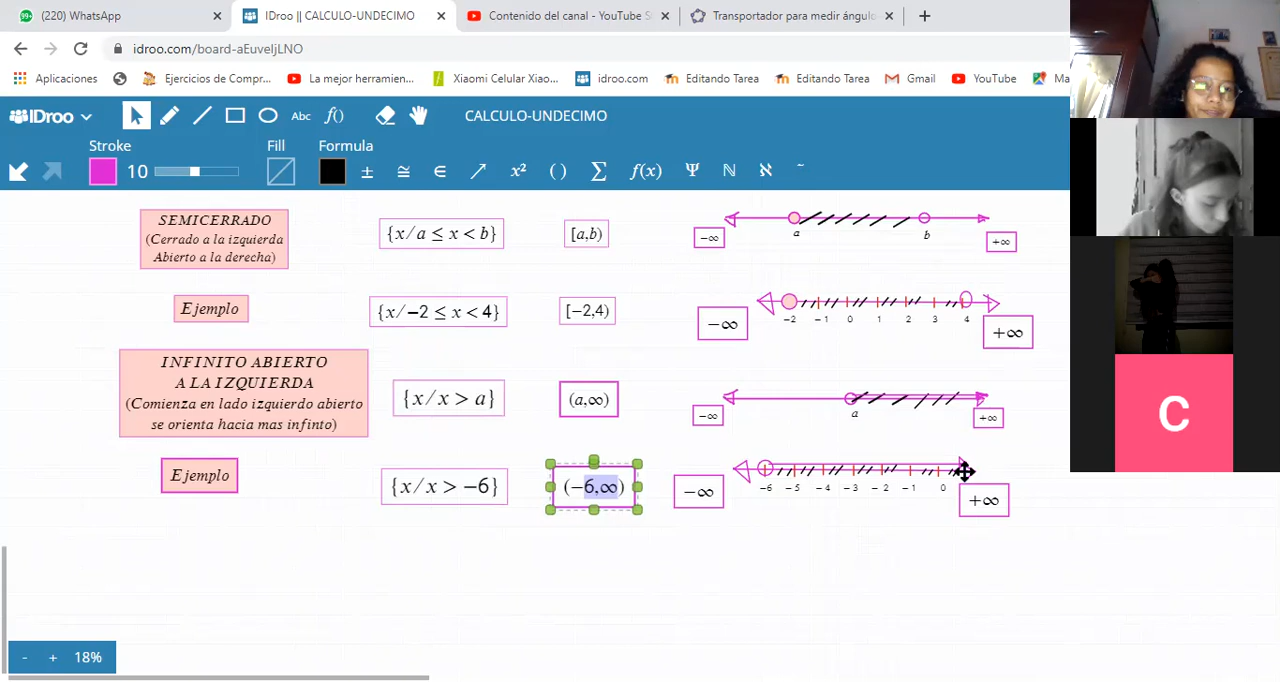 (220) WhatsApp
IDroo || CALCULO-UNDECIMO
Contenido del canal - YouTube S
Transportador para medir ángulo
idroo.com/board-aEuveIjLNO
Aplicaciones
Ejercicios de Compr...
La mejor herramien...
Xiaomi Celular Xiao...
idroo.com
Editando Tarea
Editando Tarea
Gmail
YouTube
Ma
IDroo
Abc
f()
CALCULO-UNDECIMO
Stroke
Fill
Formula
10
± ≅ ∈ x² ( ) ∑ f(x) Ψ ℕ ℵ ~
SEMICERRADO
(Cerrado a la izquierda
Abierto a la derecha)
{x/a ≤ x < b}
[a,b)
−∞
a
b
+∞
Ejemplo
{x/−2 ≤ x < 4}
[−2,4)
−∞
−2 −1 0 1 2 3 4
+∞
INFINITO ABIERTO
A LA IZQUIERDA
(Comienza en lado izquierdo abierto
se orienta hacia mas infinto)
{x/x > a}
(a,∞)
−∞
a
+∞
Ejemplo
{x/x > −6}
(−6,∞)
−∞
−6 −5 −4 −3 −2 −1 0
+∞
C
- + 18%